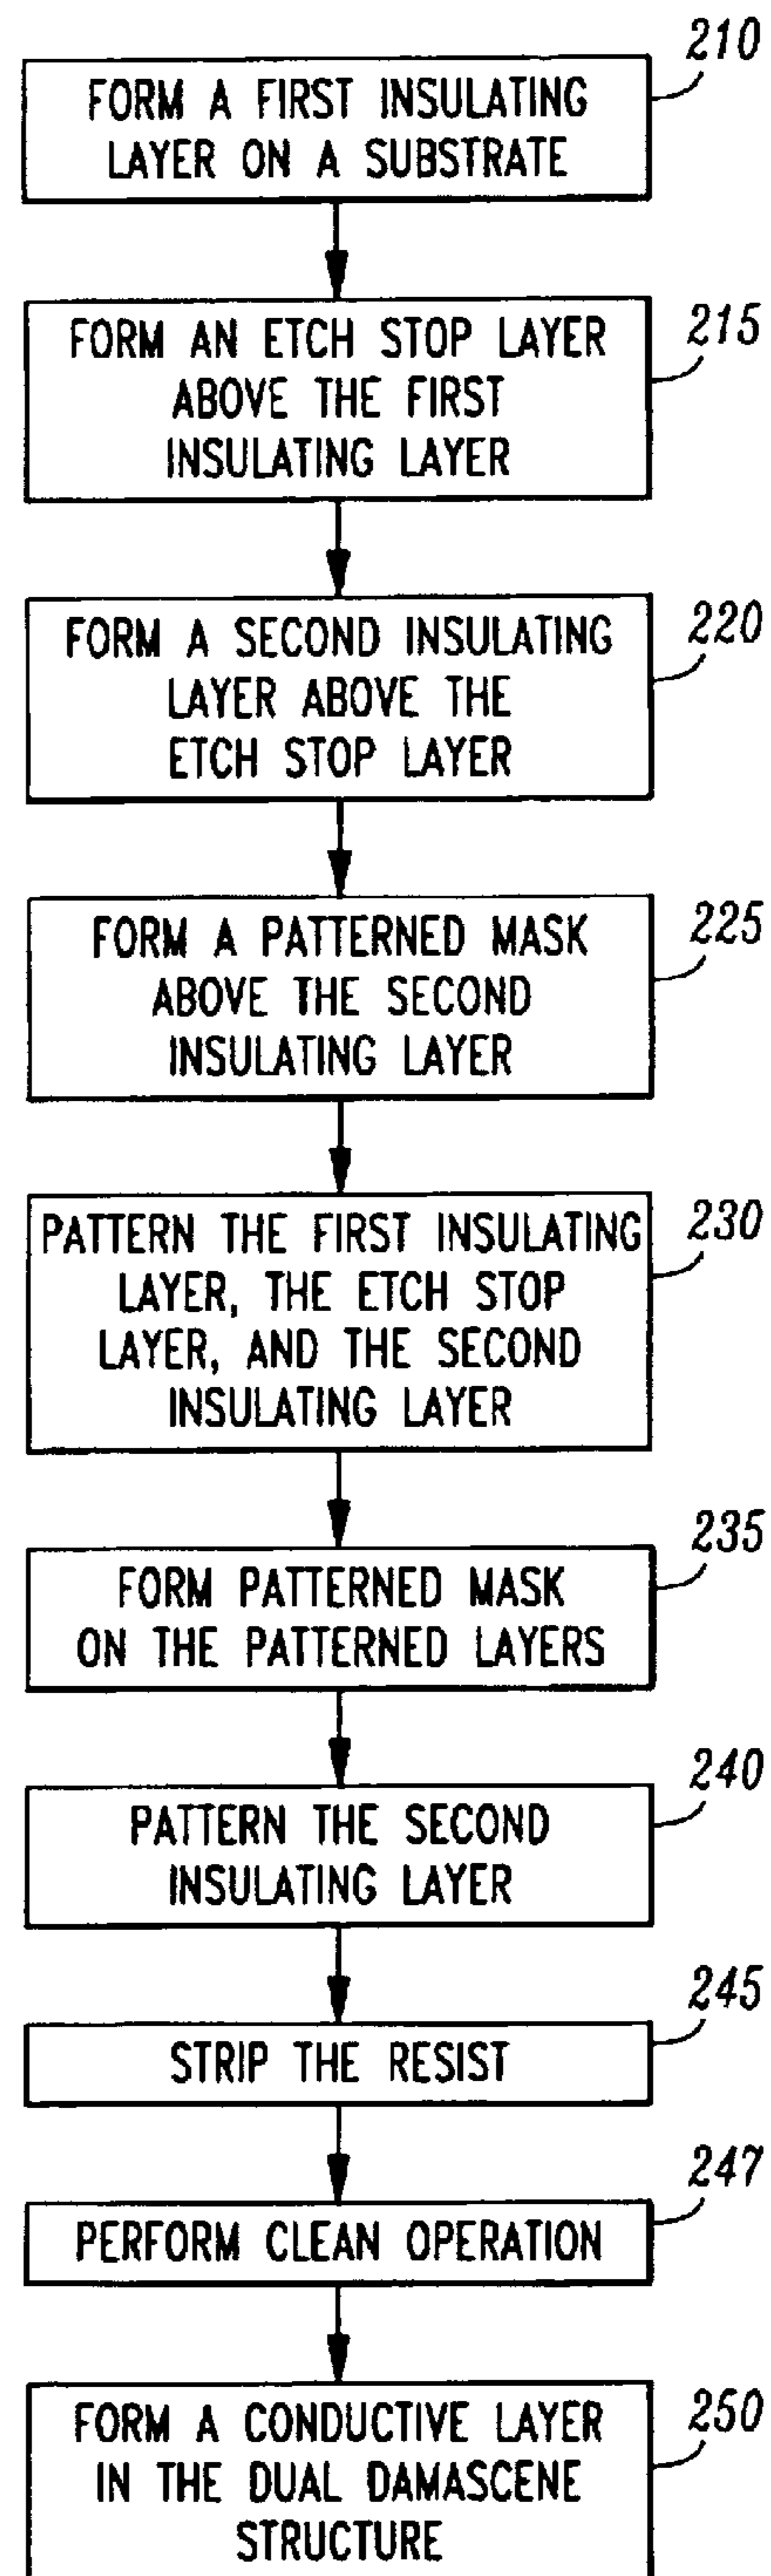 210
FORM A FIRST INSULATING
LAYER ON A SUBSTRATE
215
FORM AN ETCH STOP LAYER
ABOVE THE FIRST
INSULATING LAYER
220
FORM A SECOND INSULATING
LAYER ABOVE THE
ETCH STOP LAYER
225
FORM A PATTERNED MASK
ABOVE THE SECOND
INSULATING LAYER
230
PATTERN THE FIRST INSULATING
LAYER, THE ETCH STOP
LAYER, AND THE SECOND
INSULATING LAYER
235
FORM PATTERNED MASK
ON THE PATTERNED LAYERS
240
PATTERN THE SECOND
INSULATING LAYER
245
STRIP THE RESIST
247
PERFORM CLEAN OPERATION
250
FORM A CONDUCTIVE LAYER
IN THE DUAL DAMASCENE
STRUCTURE